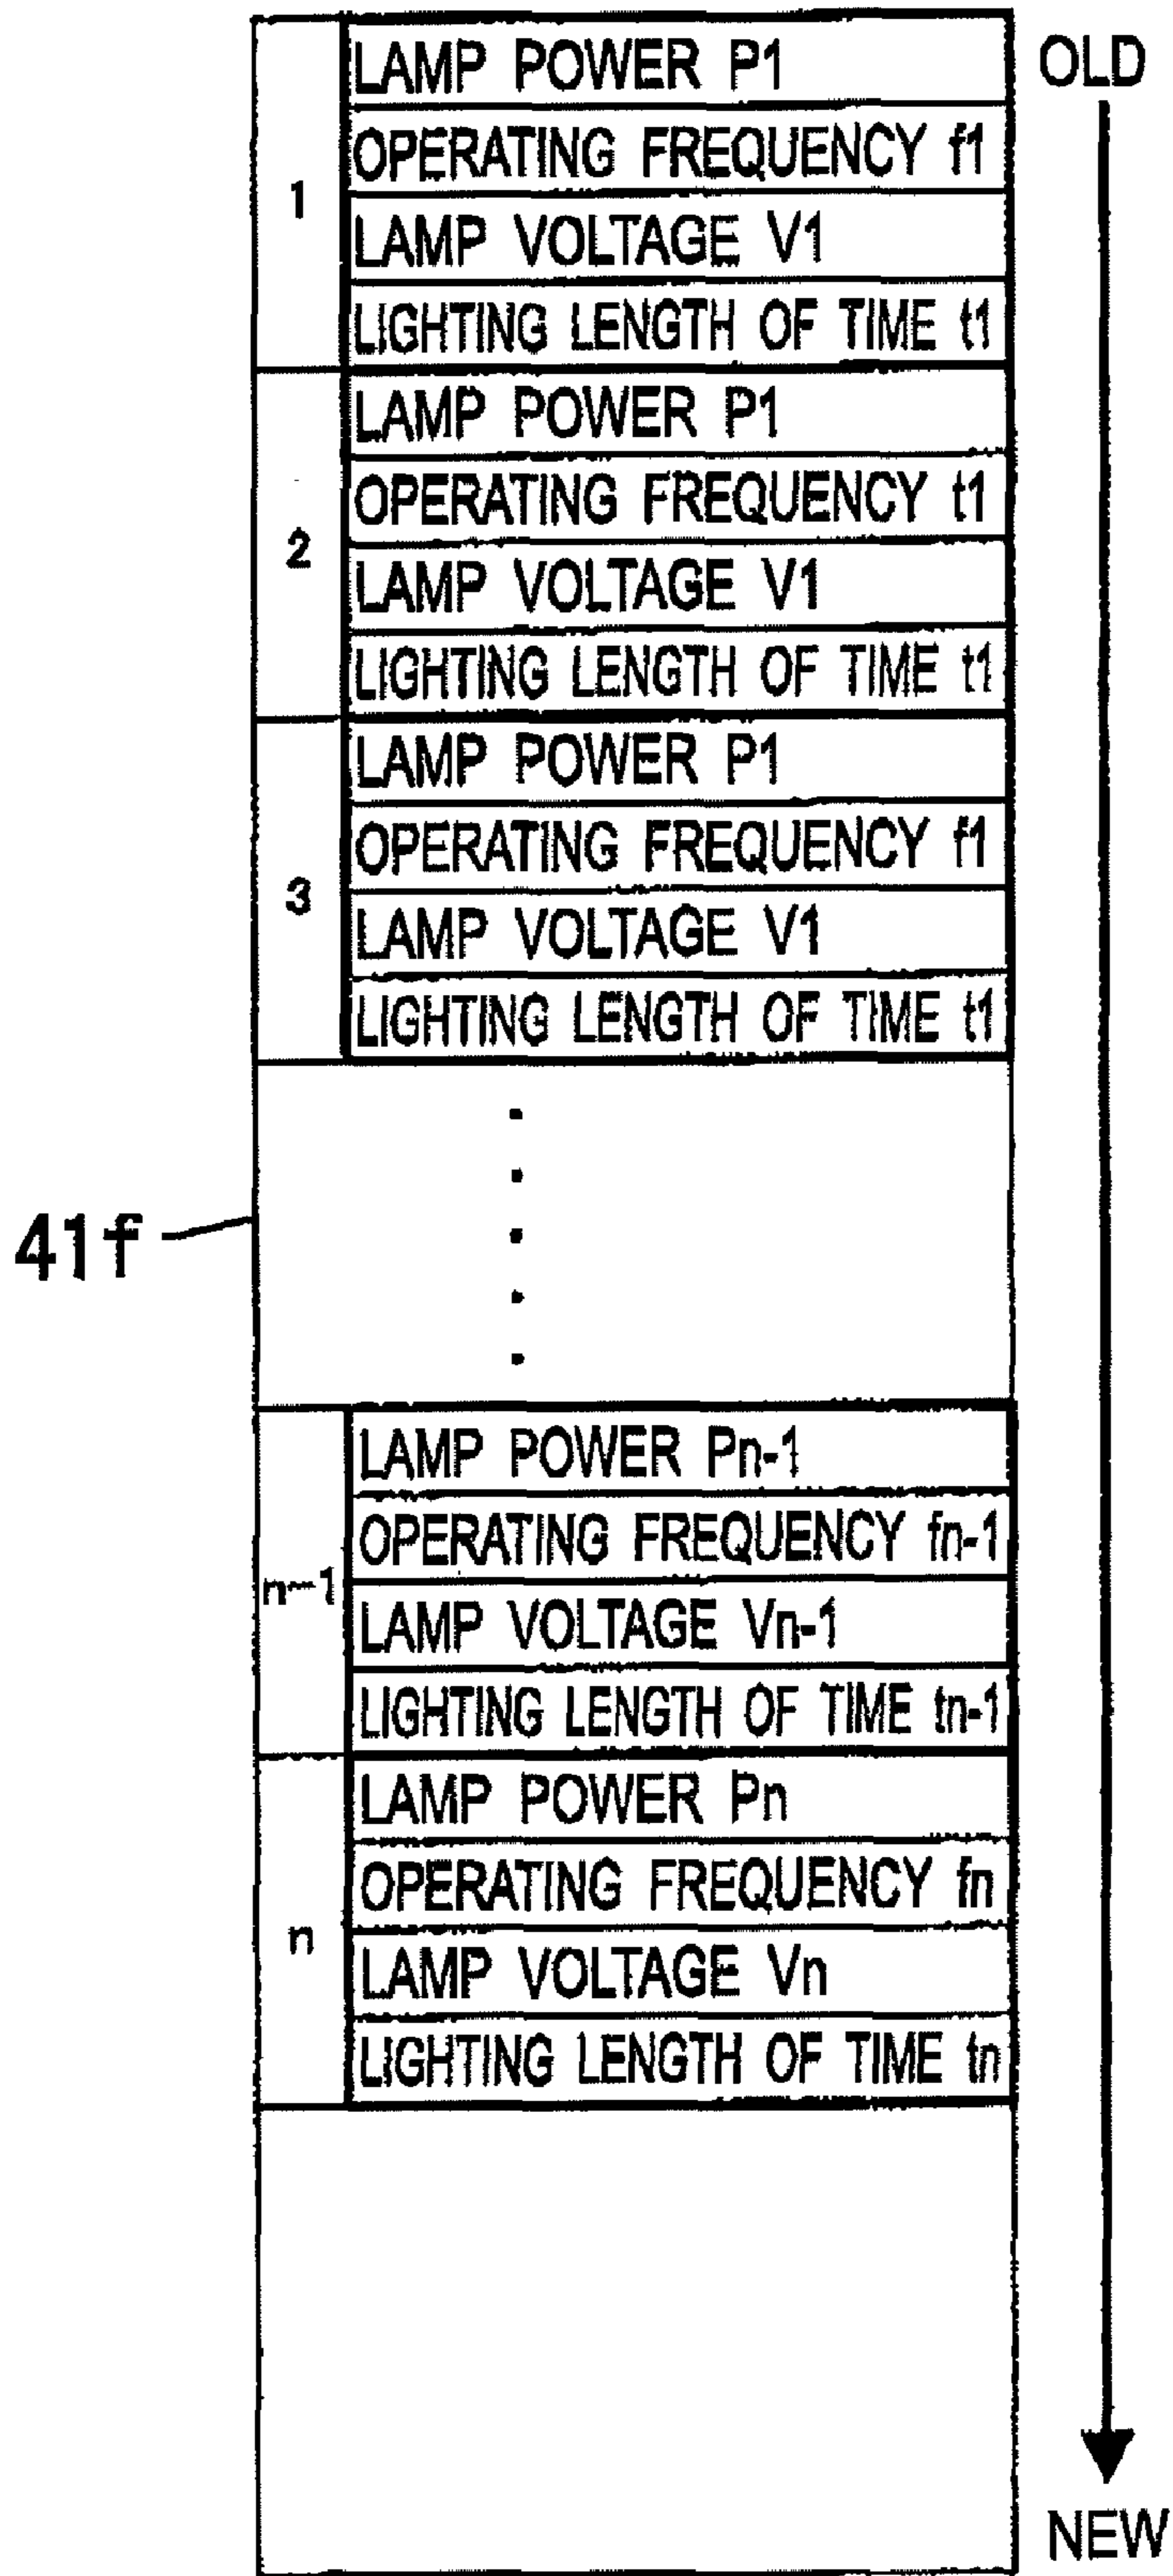 OLD
1
LAMP POWER P1
OPERATING FREQUENCY f1
LAMP VOLTAGE V1
LIGHTING LENGTH OF TIME t1
2
LAMP POWER P1
OPERATING FREQUENCY t1
LAMP VOLTAGE V1
LIGHTING LENGTH OF TIME t1
3
LAMP POWER P1
OPERATING FREQUENCY f1
LAMP VOLTAGE V1
LIGHTING LENGTH OF TIME t1
41f
n-1
LAMP POWER Pn-1
OPERATING FREQUENCY fn-1
LAMP VOLTAGE Vn-1
LIGHTING LENGTH OF TIME tn-1
n
LAMP POWER Pn
OPERATING FREQUENCY fn
LAMP VOLTAGE Vn
LIGHTING LENGTH OF TIME tn
NEW